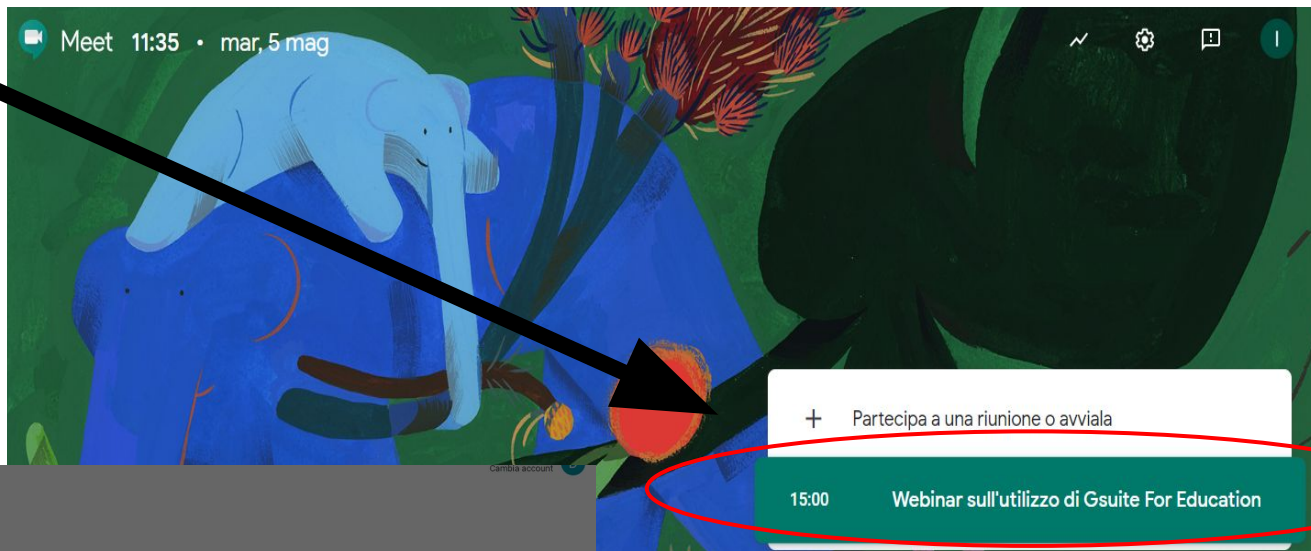 Meet 11:35 • mar, 5 mag
I
+ Partecipa a una riunione o avviala
Cambia account
15:00 Webinar sull'utilizzo di Gsuite For Education